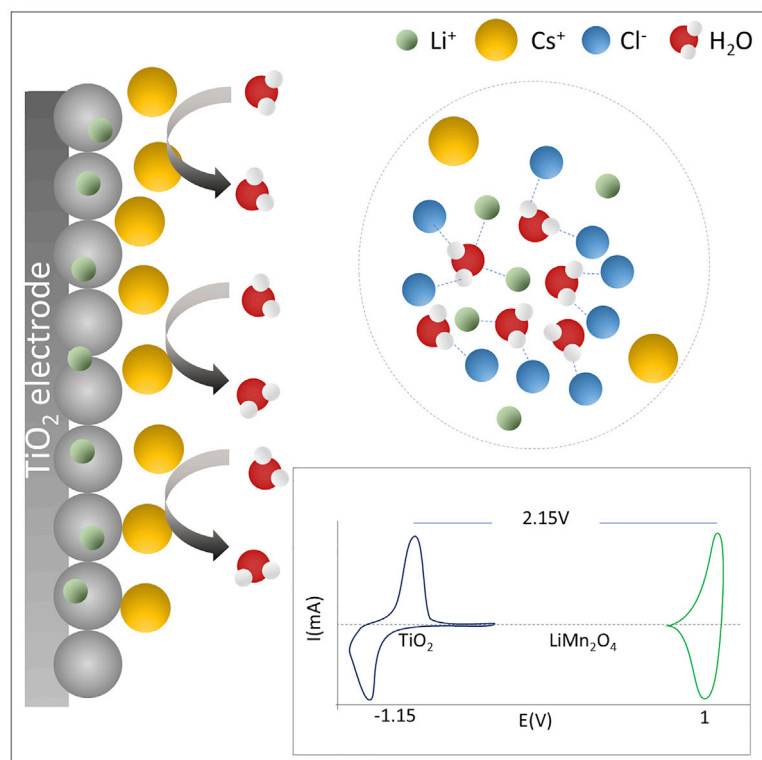 Li⁺ Cs⁺ Cl⁻ H₂O
TiO₂ electrode
2.15V
I(mA)
TiO₂ LiMn₂O₄
-1.15 E(V) 1